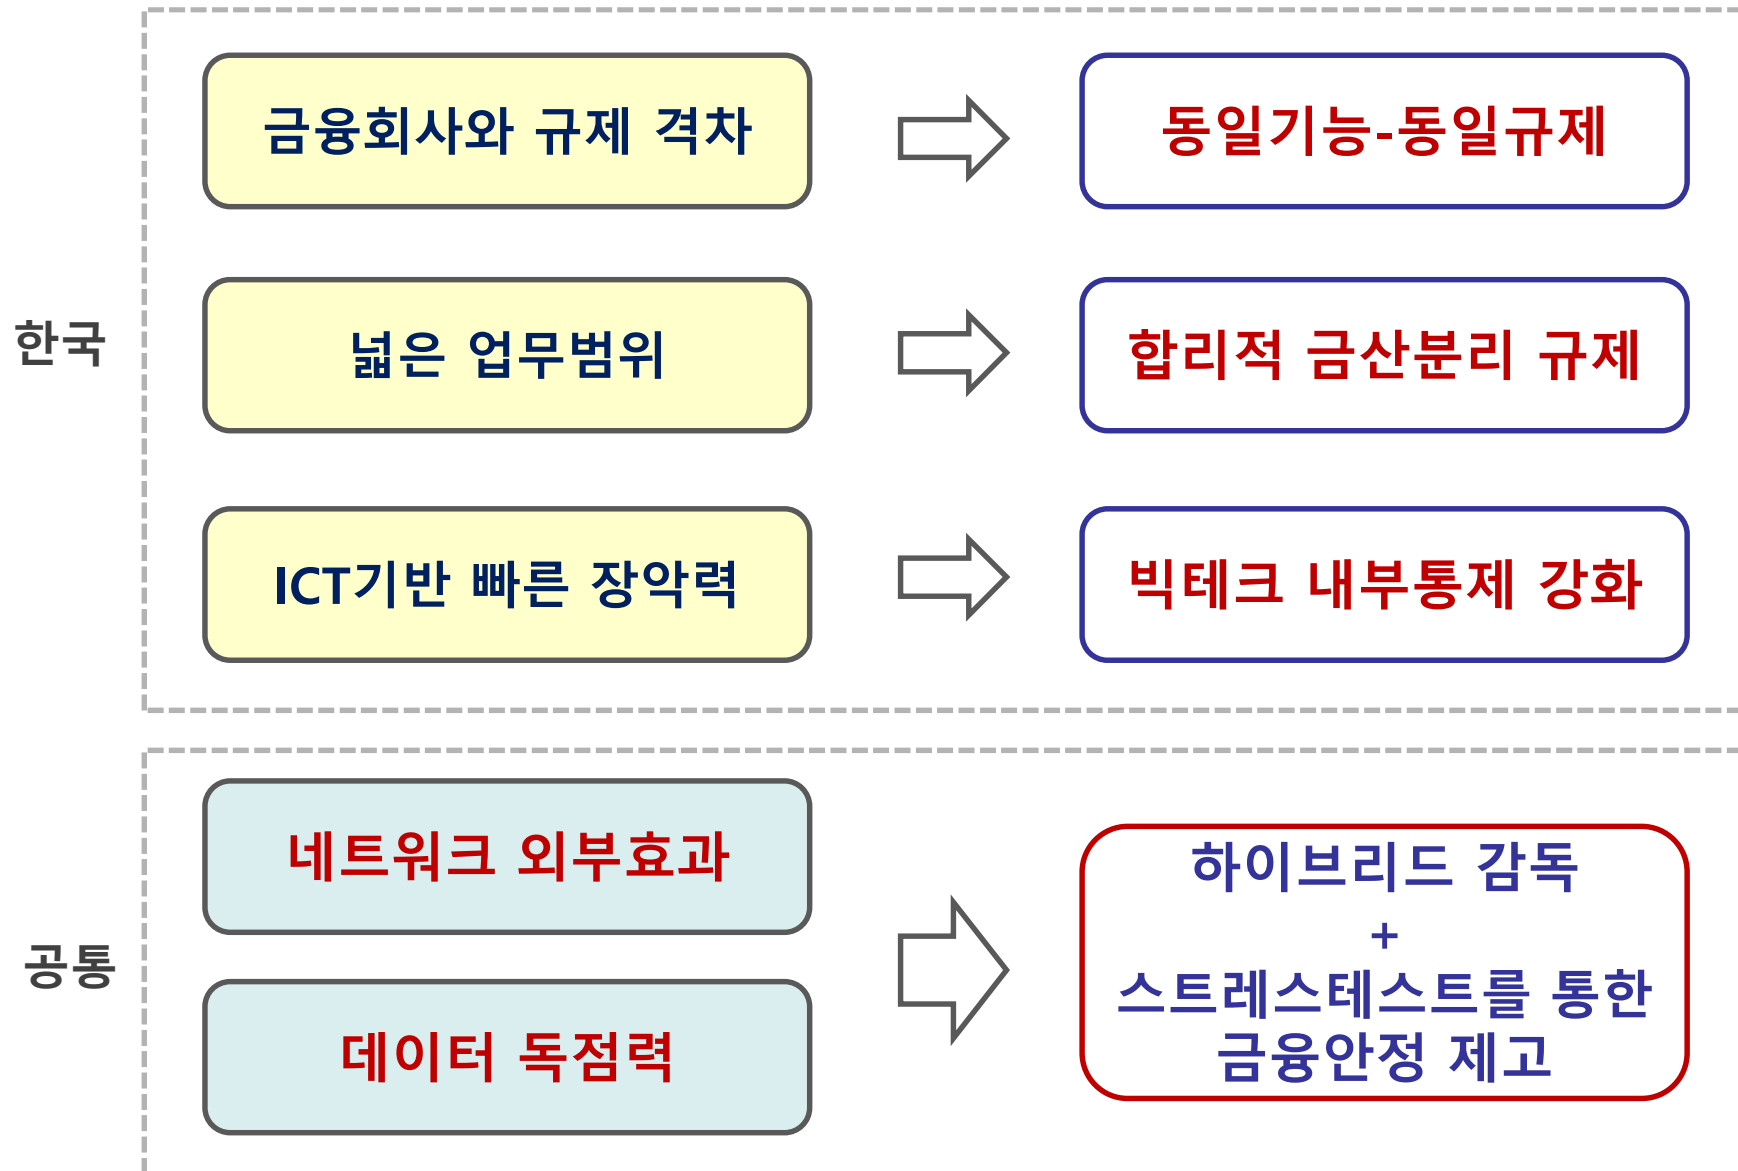 한국
금융회사와 규제 격차
동일기능-동일규제
넓은 업무범위
합리적 금산분리 규제
ICT기반 빠른 장악력
빅테크 내부통제 강화
공통
네트워크 외부효과
데이터 독점력
하이브리드 감독
+
스트레스테스트를 통한
금융안정 제고